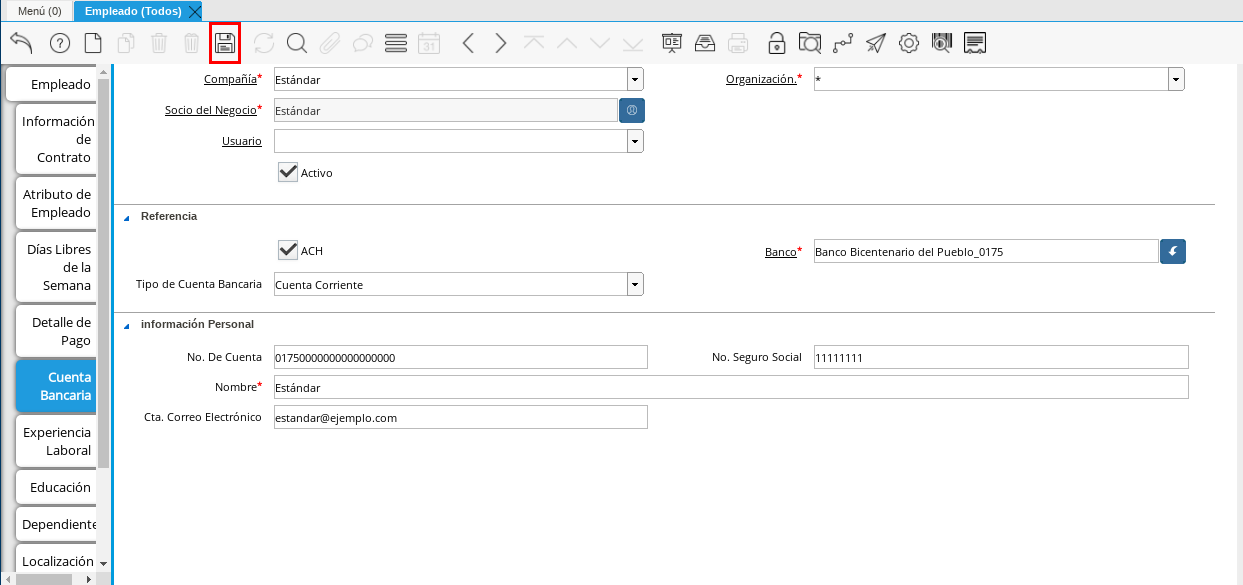 Menú (0)
Empleado (Todos)
31
Empleado
Información
de
Contrato
Atributo de
Empleado
Días Libres
de la
Semana
Detalle de
Pago
Cuenta
Bancaria
Experiencia
Laboral
Educación
Dependiente
Localización
Compañía* Estándar
Organización.* *
Socio del Negocio* Estándar
Usuario
Activo
Referencia
ACH
Banco* Banco Bicentenario del Pueblo_0175
Tipo de Cuenta Bancaria Cuenta Corriente
información Personal
No. De Cuenta 01750000000000000000
No. Seguro Social 11111111
Nombre* Estándar
Cta. Correo Electrónico estandar@ejemplo.com